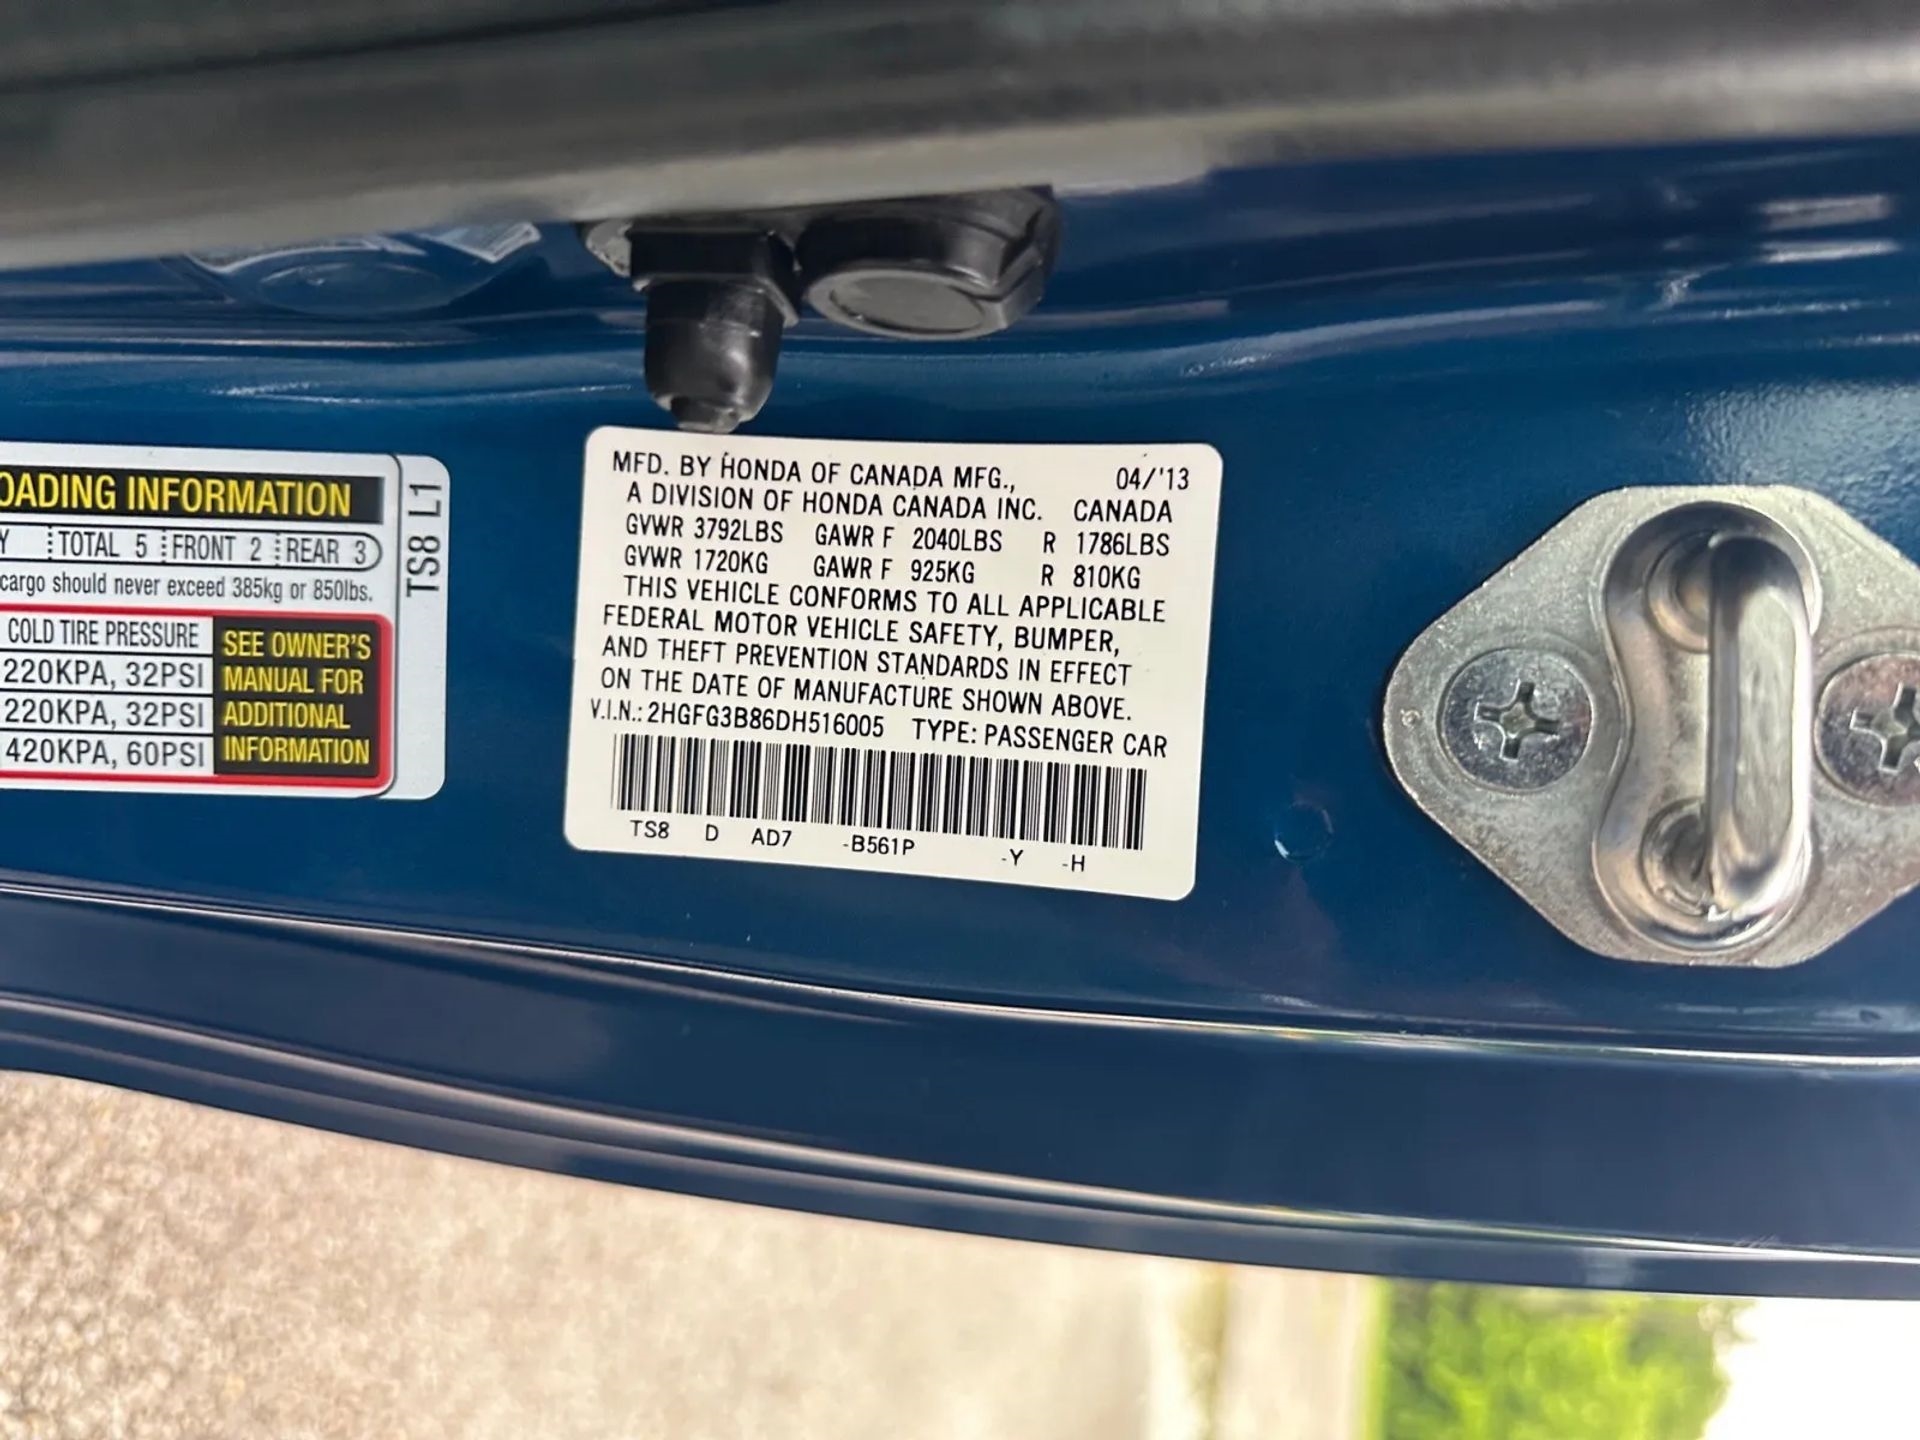 OADING INFORMATION
Y TOTAL 5 FRONT 2 REAR 3
cargo should never exceed 385kg or 850lbs.
COLD TIRE PRESSURE
220KPA, 32PSI
220KPA, 32PSI
420KPA, 60PSI
SEE OWNER'S
MANUAL FOR
ADDITIONAL
INFORMATION
TS8 L1
MFD. BY HONDA OF CANADA MFG., 04/'13
A DIVISION OF HONDA CANADA INC. CANADA
GVWR 3792LBS GAWR F 2040LBS R 1786LBS
GVWR 1720KG GAWR F 925KG R 810KG
THIS VEHICLE CONFORMS TO ALL APPLICABLE
FEDERAL MOTOR VEHICLE SAFETY, BUMPER,
AND THEFT PREVENTION STANDARDS IN EFFECT
ON THE DATE OF MANUFACTURE SHOWN ABOVE.
V.I.N.: 2HGFG3B86DH516005 TYPE: PASSENGER CAR
TS8 D AD7 -B561P -Y -H